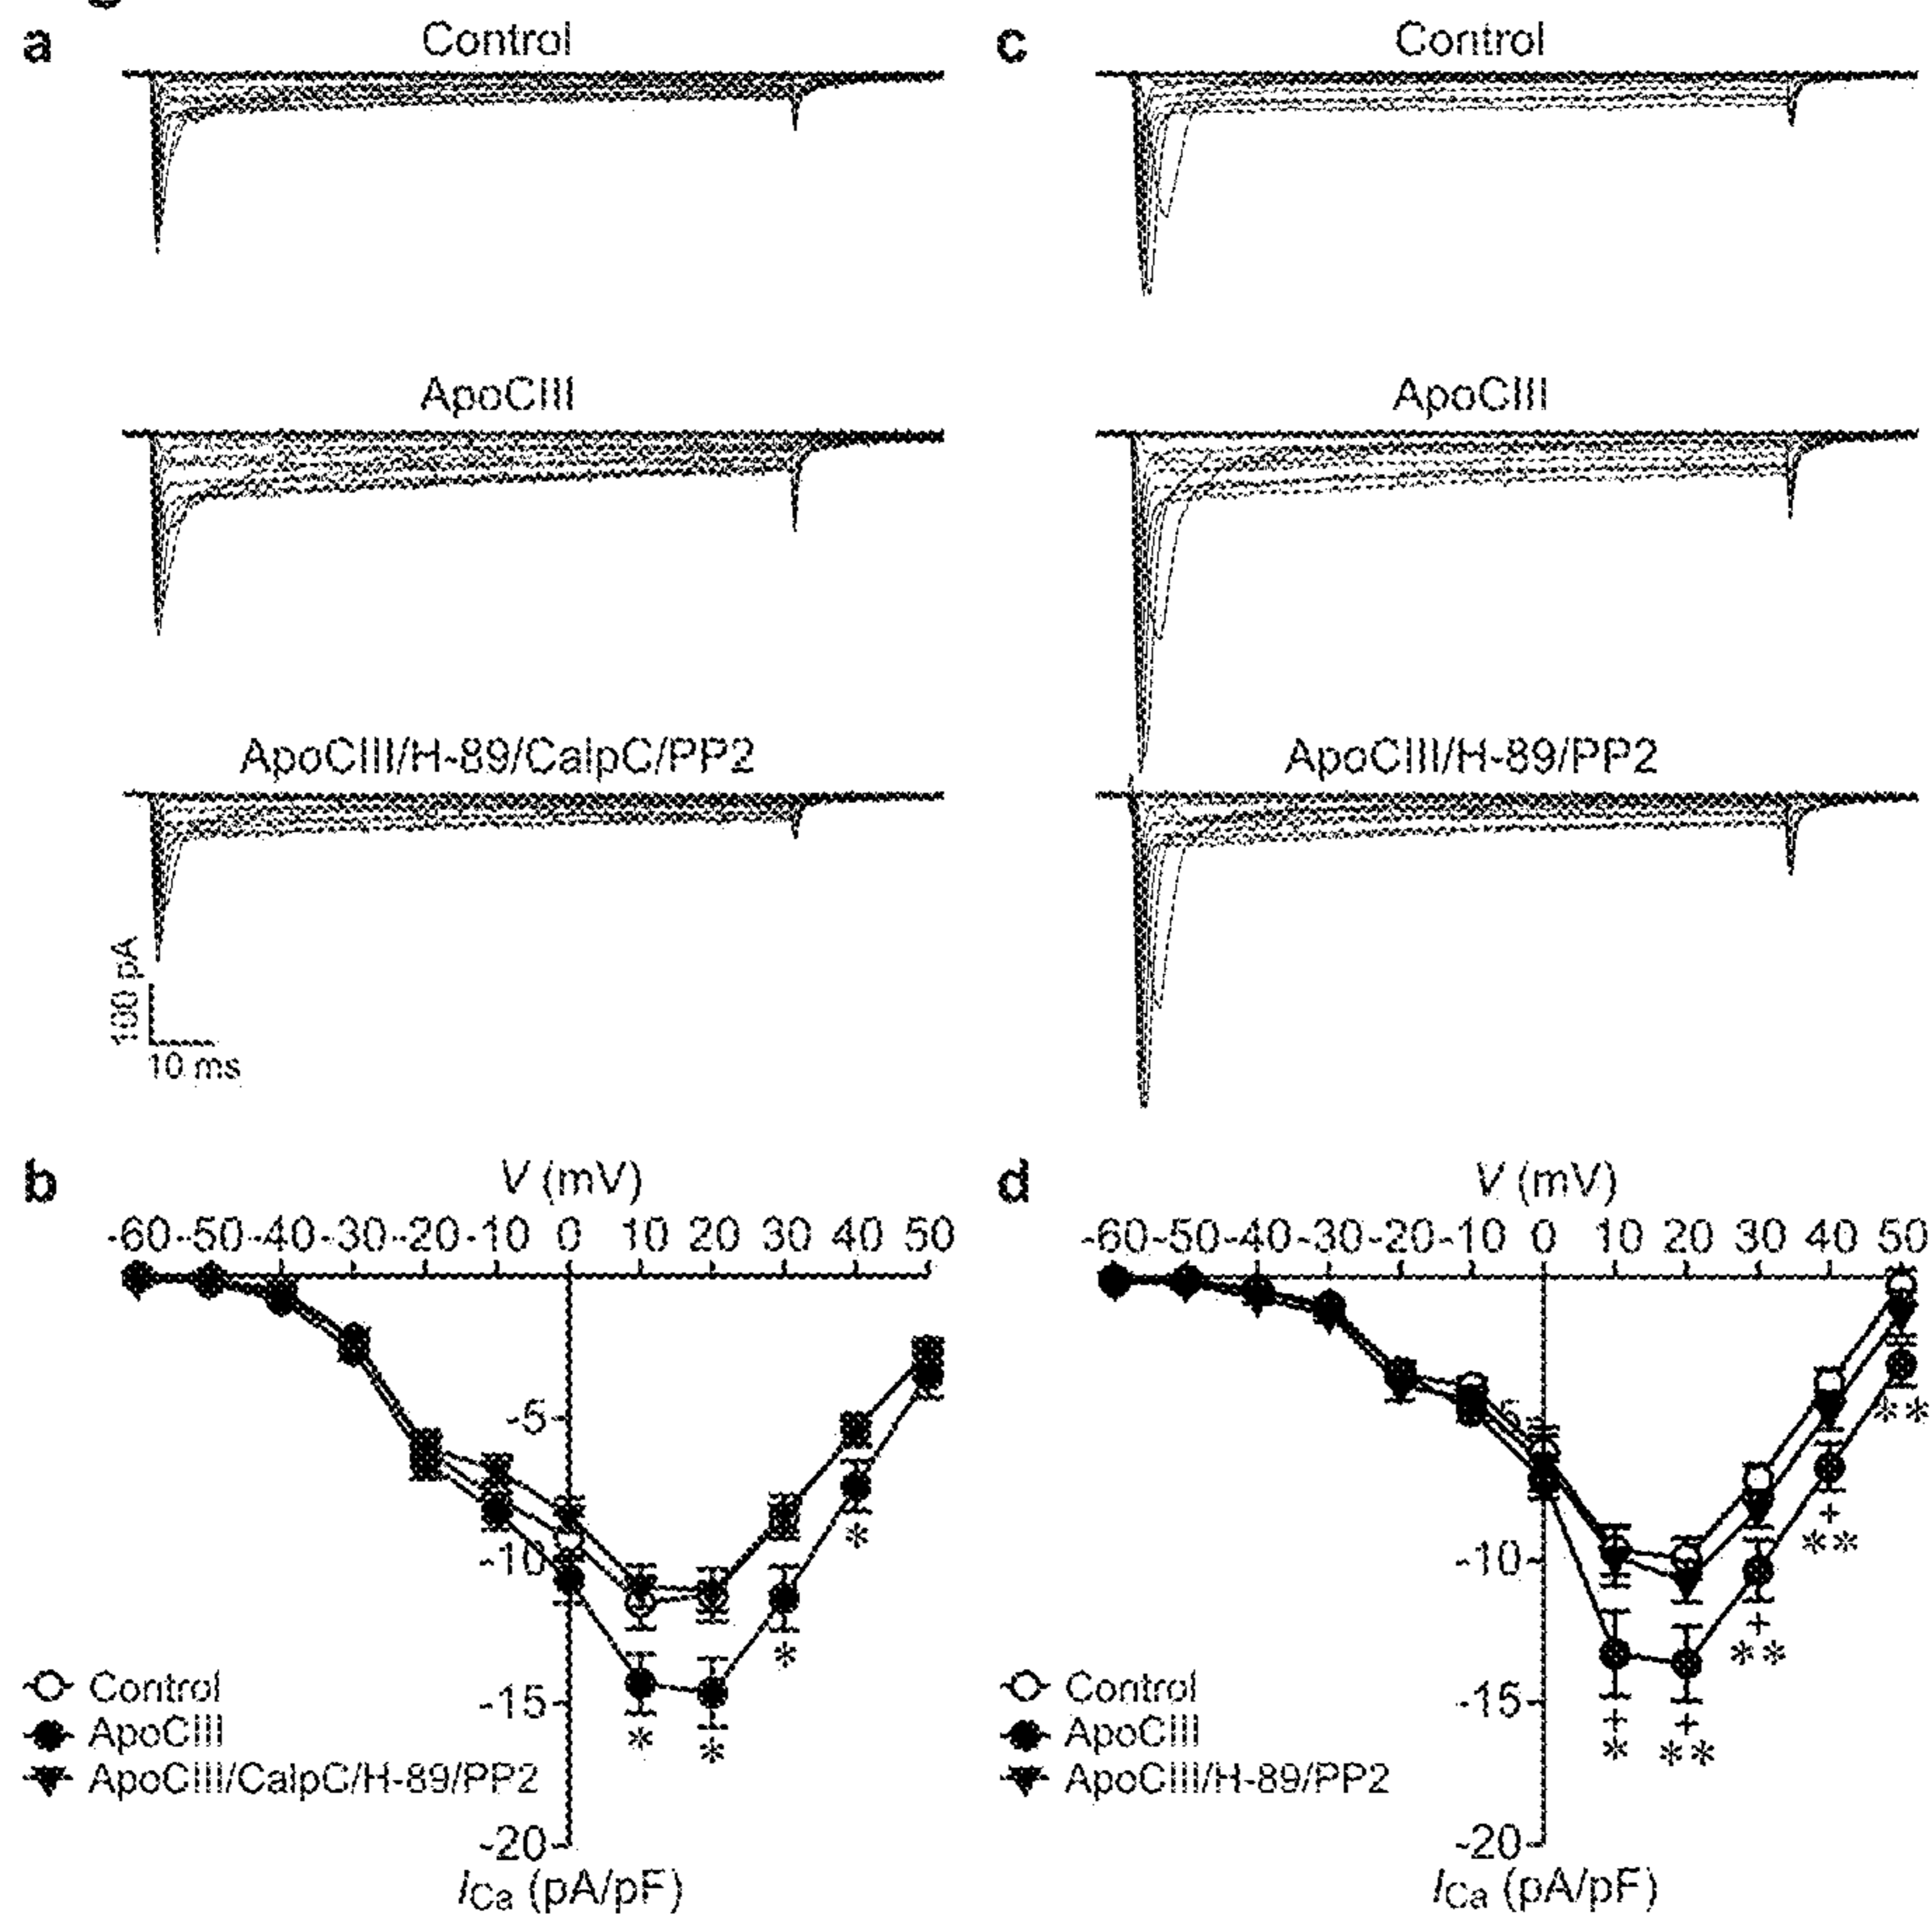 a
Control
ApoCIII
ApoCIII/H-89/CalpC/PP2
100 pA
10 ms
c
Control
ApoCIII
ApoCIII/H-89/PP2
b
V (mV)
-60 -50 -40 -30 -20 -10 0 10 20 30 40 50
-5
-10
-15
-20
* * * *
Control
ApoCIII
ApoCIII/CalpC/H-89/PP2
ICa (pA/pF)
d
V (mV)
-60 -50 -40 -30 -20 -10 0 10 20 30 40 50
-5
-10
-15
-20
+ + + +
* ** ** ** **
Control
ApoCIII
ApoCIII/H-89/PP2
ICa (pA/pF)